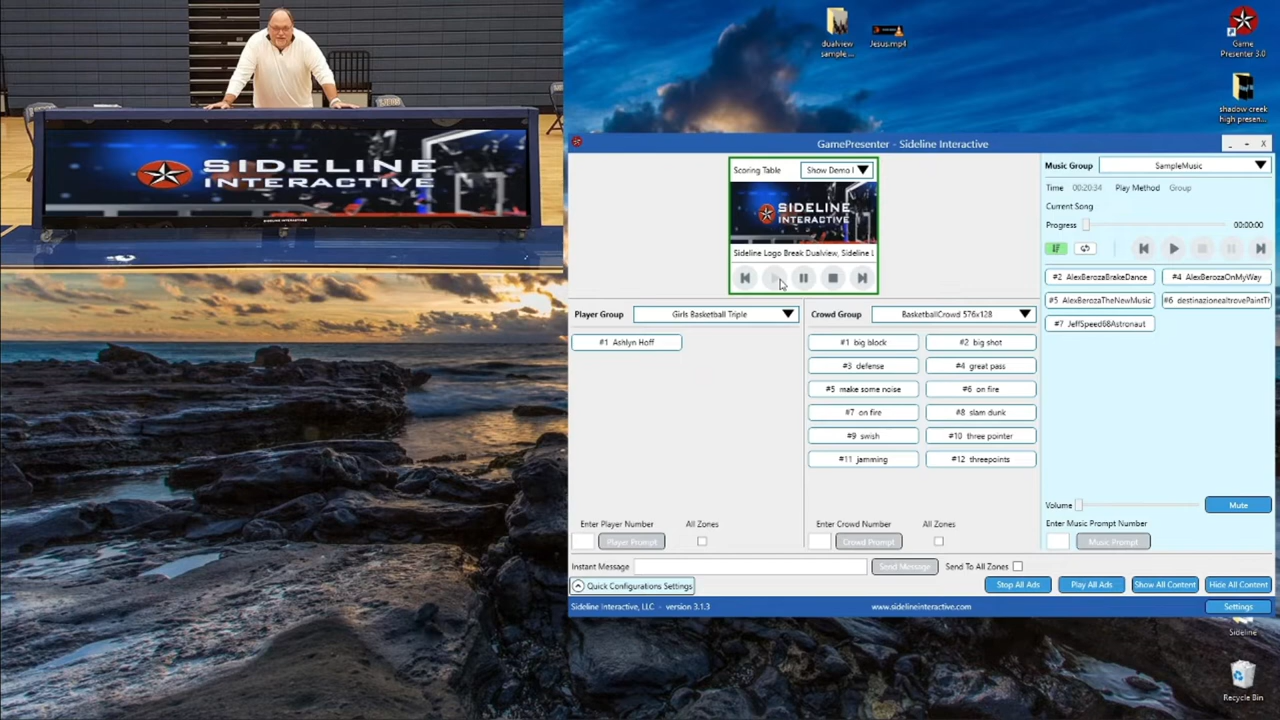 SIDELINE
INTERACTIVE
SIDELINE INTERACTIVE
dualview
sample...
Jesus.mp4
Game
Presenter 3.0
shadow creek
high presen...
GamePresenter - Sideline Interactive
Scoring Table
Show Demo
SIDELINE
INTERACTIVE
Sideline Logo Break Dualview, Sideline L
Music Group
SampleMusic
Time 00:20:34 Play Method Group
Current Song
Progress 00:00:00
#2 AlexBerozaBrakeDance
#4 AlexBerozaOnMyWay
#5 AlexBerozaTheNewMusic
#6 destinazionealtrovePaintTh
#7 JeffSpeed68Astronaut
Player Group
Girls Basketball Triple
#1 Ashlyn Hoff
Crowd Group
BasketballCrowd 576x128
#1 big block
#2 big shot
#3 defense
#4 great pass
#5 make some noise
#6 on fire
#7 on fire
#8 slam dunk
#9 swish
#10 three pointer
#11 jamming
#12 threepoints
Volume
Mute
Enter Player Number
All Zones
Player Prompt
Enter Crowd Number
All Zones
Crowd Prompt
Enter Music Prompt Number
Music Prompt
Instant Message
Send Message
Send To All Zones
Quick Configurations Settings
Stop All Ads
Play All Ads
Show All Content
Hide All Content
Sideline Interactive, LLC - version 3.1.3
www.sidelineinteractive.com
Settings
Sideline
Recycle Bin